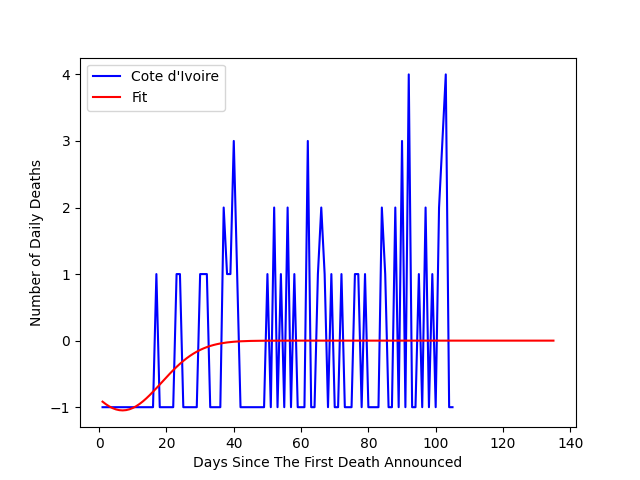 Cote d'Ivoire
Fit
4
3
2
1
0
−1
Number of Daily Deaths
0 20 40 60 80 100 120 140
Days Since The First Death Announced